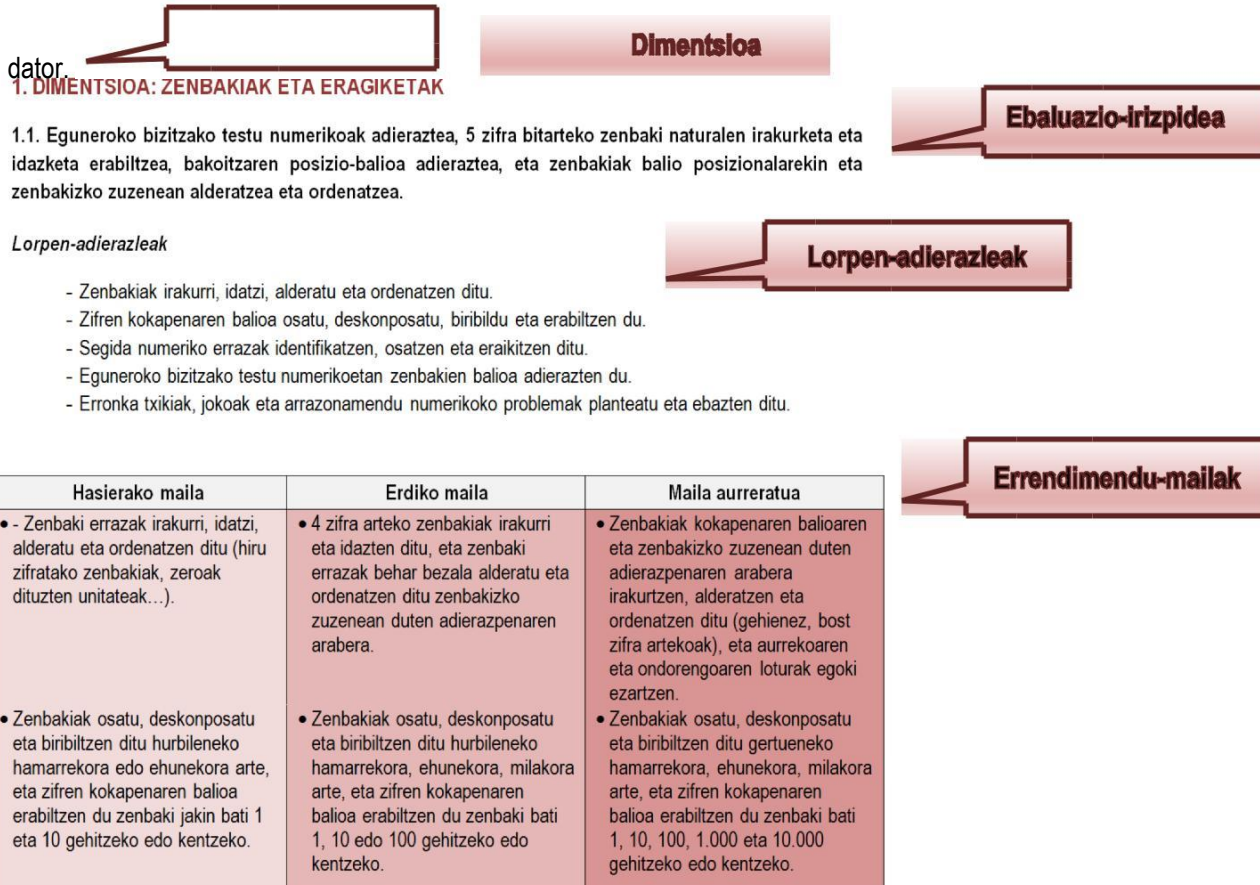 Dimentsioa
dator.
1. DIMENTSIOA: ZENBAKIAK ETA ERAGIKETAK
Ebaluazio-irizpidea
1.1. Eguneroko bizitzako testu numerikoak adieraztea, 5 zifra bitarteko zenbaki naturalen irakurketa eta
idazketa erabiltzea, bakoitzaren posizio-balioa adieraztea, eta zenbakiak balio posizionalarekin eta
zenbakizko zuzenean alderatzea eta ordenatzea.
Lorpen-adierazleak
Lorpen-adierazleak
- Zenbakiak irakurri, idatzi, alderatu eta ordenatzen ditu.
- Zifren kokapenaren balioa osatu, deskonposatu, biribildu eta erabiltzen du.
- Segida numeriko errazak identifikatzen, osatzen eta eraikitzen ditu.
- Eguneroko bizitzako testu numerikoetan zenbakien balioa adierazten du.
- Erronka txikiak, jokoak eta arrazonamendu numerikoko problemak planteatu eta ebazten ditu.
Errendimendu-mailak
Hasierako maila
Erdiko maila
Maila aurreratua
• - Zenbaki errazak irakurri, idatzi,
alderatu eta ordenatzen ditu (hiru
zifratako zenbakiak, zeroak
dituzten unitateak…).
• 4 zifra arteko zenbakiak irakurri
eta idazten ditu, eta zenbaki
errazak behar bezala alderatu eta
ordenatzen ditu zenbakizko
zuzenean duten adierazpenaren
arabera.
• Zenbakiak kokapenaren balioaren
eta zenbakizko zuzenean duten
adierazpenaren arabera
irakurtzen, alderatzen eta
ordenatzen ditu (gehienez, bost
zifra artekoak), eta aurrekoaren
eta ondorengoaren loturak egoki
ezartzen.
• Zenbakiak osatu, deskonposatu
eta biribiltzen ditu hurbileneko
hamarrekora edo ehunekora arte,
eta zifren kokapenaren balioa
erabiltzen du zenbaki jakin bati 1
eta 10 gehitzeko edo kentzeko.
• Zenbakiak osatu, deskonposatu
eta biribiltzen ditu hurbileneko
hamarrekora, ehunekora, milakora
arte, eta zifren kokapenaren
balioa erabiltzen du zenbaki bati
1, 10 edo 100 gehitzeko edo
kentzeko.
• Zenbakiak osatu, deskonposatu
eta biribiltzen ditu gertueneko
hamarrekora, ehunekora, milakora
arte, eta zifren kokapenaren
balioa erabiltzen du zenbaki bati
1, 10, 100, 1.000 eta 10.000
gehitzeko edo kentzeko.